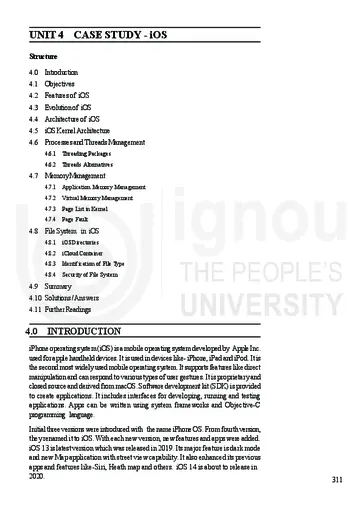 UNIT 4 CASE STUDY - iOS
Structure
4.0 Introduction
4.1 Objectives
4.2 Features of iOS
4.3 Evolution of iOS
4.4 Architecture of iOS
4.5 iOS Kernel Architecture
4.6 Processes and Threads Management
4.6.1 Threading Packages
4.6.2 Threads Alternatives
4.7 Memory Management
4.7.1 Application Memory Management
4.7.2 Virtual Memory Management
4.7.3 Page List in Kernel
4.7.4 Page Fault
4.8 File System in iOS
4.8.1 iOS Directories
4.8.2 iCloud Container
4.8.3 Identification of File Type
4.8.4 Security of File System
4.9 Summary
4.10 Solutions/Answers
4.11 Further Readings
ignou
THE PEOPLE'S
UNIVERSITY
4.0 INTRODUCTION
iPhone operating system (iOS) is a mobile operating system developed by Apple Inc.
used for apple handheld devices. It is used in devices like- iPhone, iPad and iPod. It is
the second most widely used mobile operating system. It supports features like direct
manipulation and can respond to various types of user gestures. It is proprietary and
closed source and derived from macOS. Software development kit (SDK) is provided
to create applications. It includes interfaces for developing, running and testing
applications. Apps can be written using system frameworks and Objective-C
programming language.
Initial three versions were introduced with the name iPhone OS. From fourth version,
they renamed it to iOS. With each new version, new features and apps were added.
iOS 13 is latest version which was released in 2019. Its major feature is dark mode
and new Map application with street view capability. It also enhanced its previous
apps and features like- Siri, Heath map and others. iOS 14 is about to release in
2020.
311